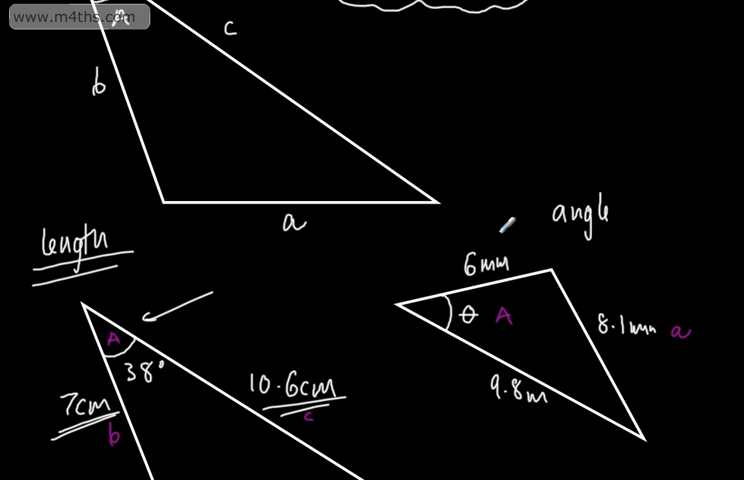 www.m4ths.com
A
c
b
a
length
angle
6mm
θ A
8.1mm a
9.8m
A
38°
10.6cm
c
7cm
b